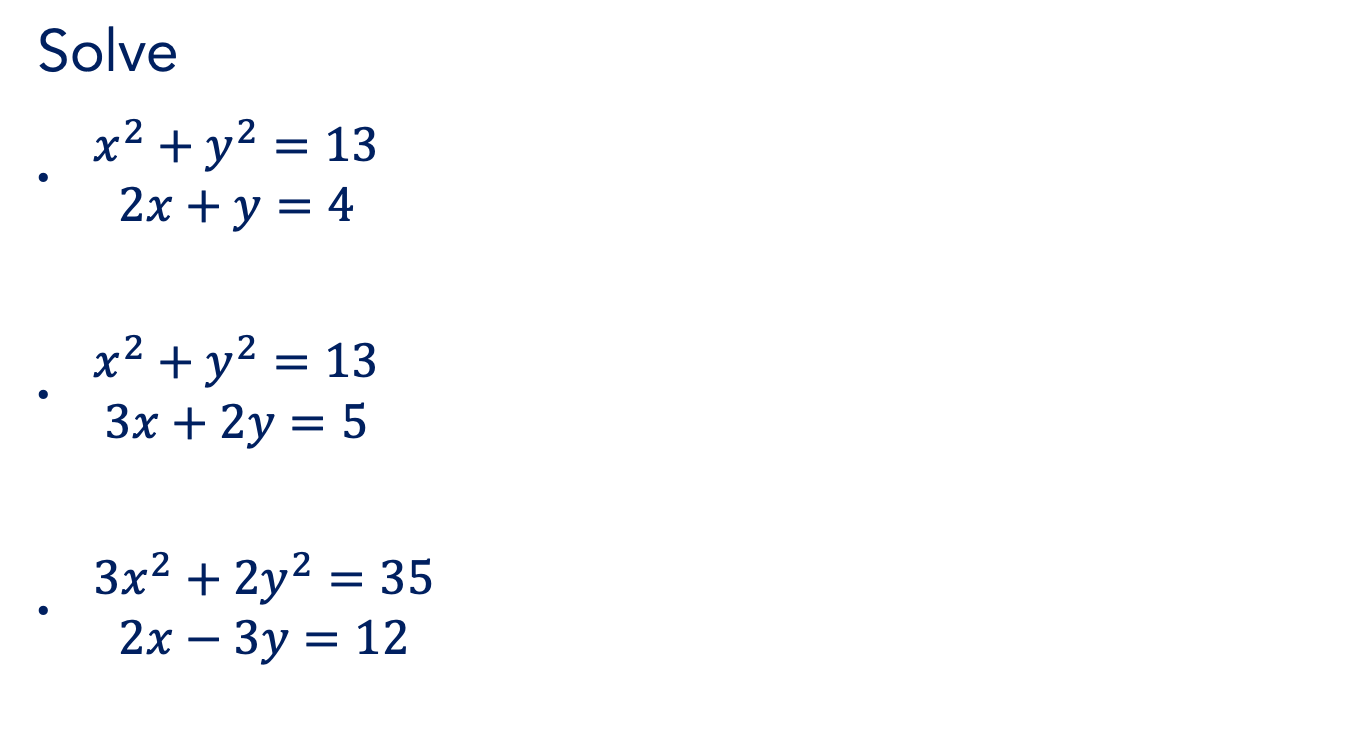 Solve
• x² + y² = 13
2x + y = 4
• x² + y² = 13
3x + 2y = 5
• 3x² + 2y² = 35
2x − 3y = 12